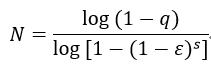 N = log (1 − q) / log [1 − (1 − ε)^s]